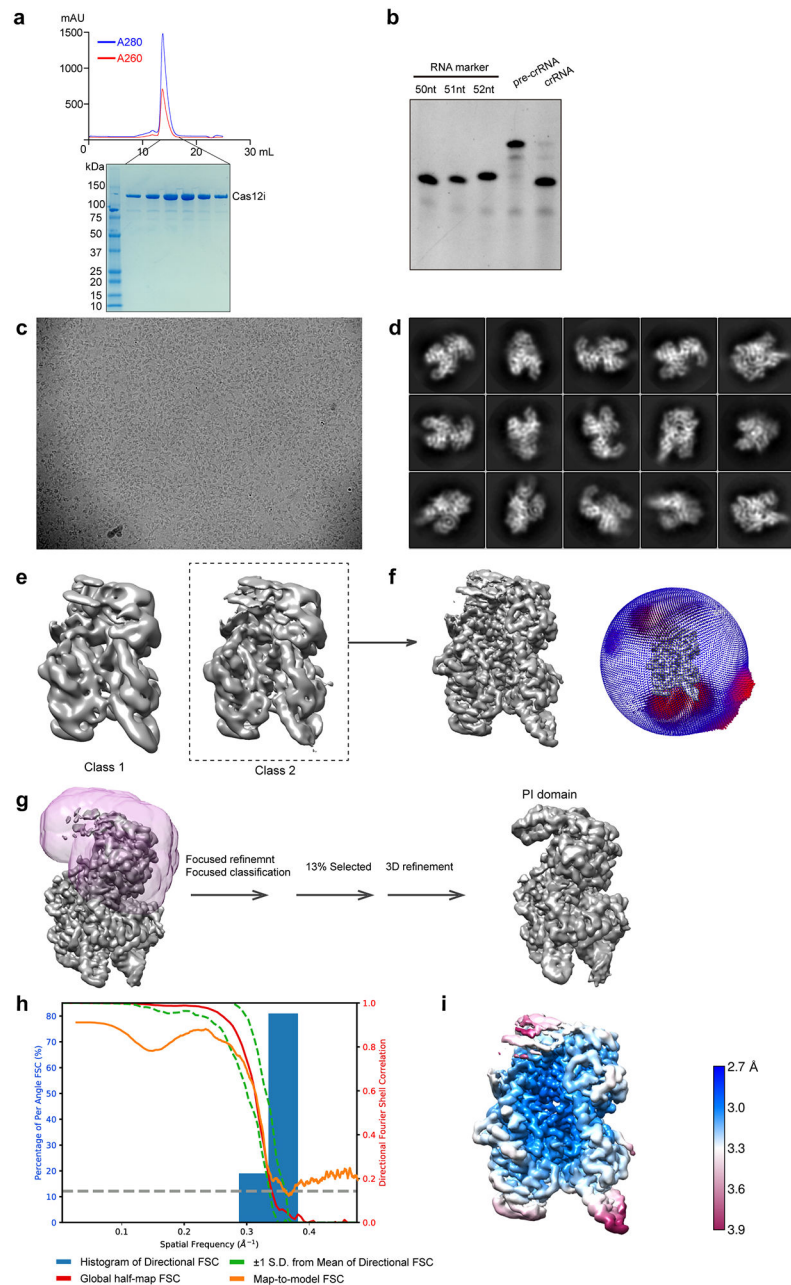 a
mAU
1500
1000
500
A280
A260
0
10
20
30 mL
kDa
150
100
75
50
37
25
20
15
10
Cas12i
b
RNA marker
50nt 51nt 52nt
pre-crRNA
crRNA
c
d
e
Class 1
Class 2
f
g
Focused refinemnt
Focused classification
13% Selected
3D refinement
PI domain
h
Percentage of Per Angle FSC (%)
80
70
60
50
40
30
20
10
0
0.1 0.2 0.3 0.4
Spatial Frequency (Å⁻¹)
1.0
0.8
0.6
0.4
0.2
0.0
Directional Fourier Shell Correlation
Histogram of Directional FSC
±1 S.D. from Mean of Directional FSC
Global half-map FSC
Map-to-model FSC
i
2.7 Å
3.0
3.3
3.6
3.9